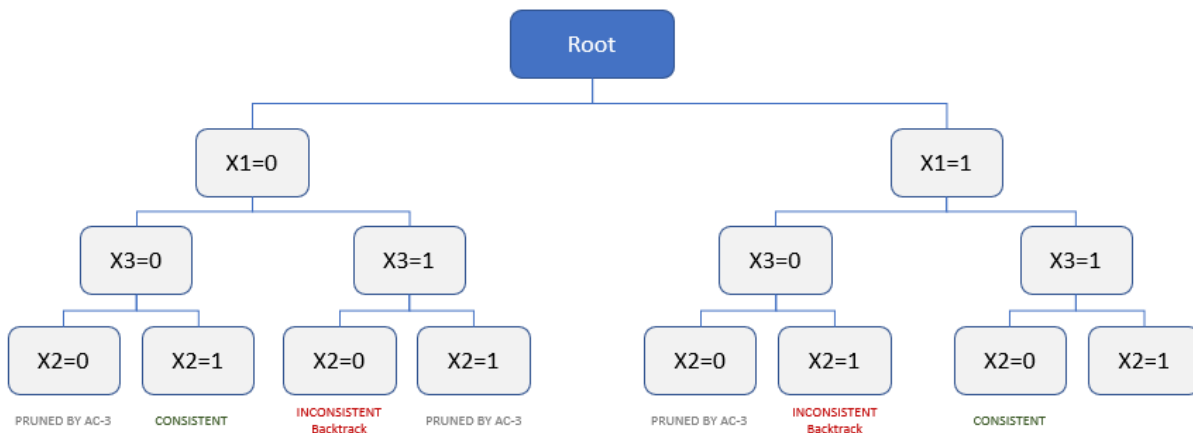 Root
X1=0
X1=1
X3=0
X3=1
X3=0
X3=1
X2=0
X2=1
X2=0
X2=1
X2=0
X2=1
X2=0
X2=1
PRUNED BY AC-3
CONSISTENT
INCONSISTENT
Backtrack
PRUNED BY AC-3
PRUNED BY AC-3
INCONSISTENT
Backtrack
CONSISTENT